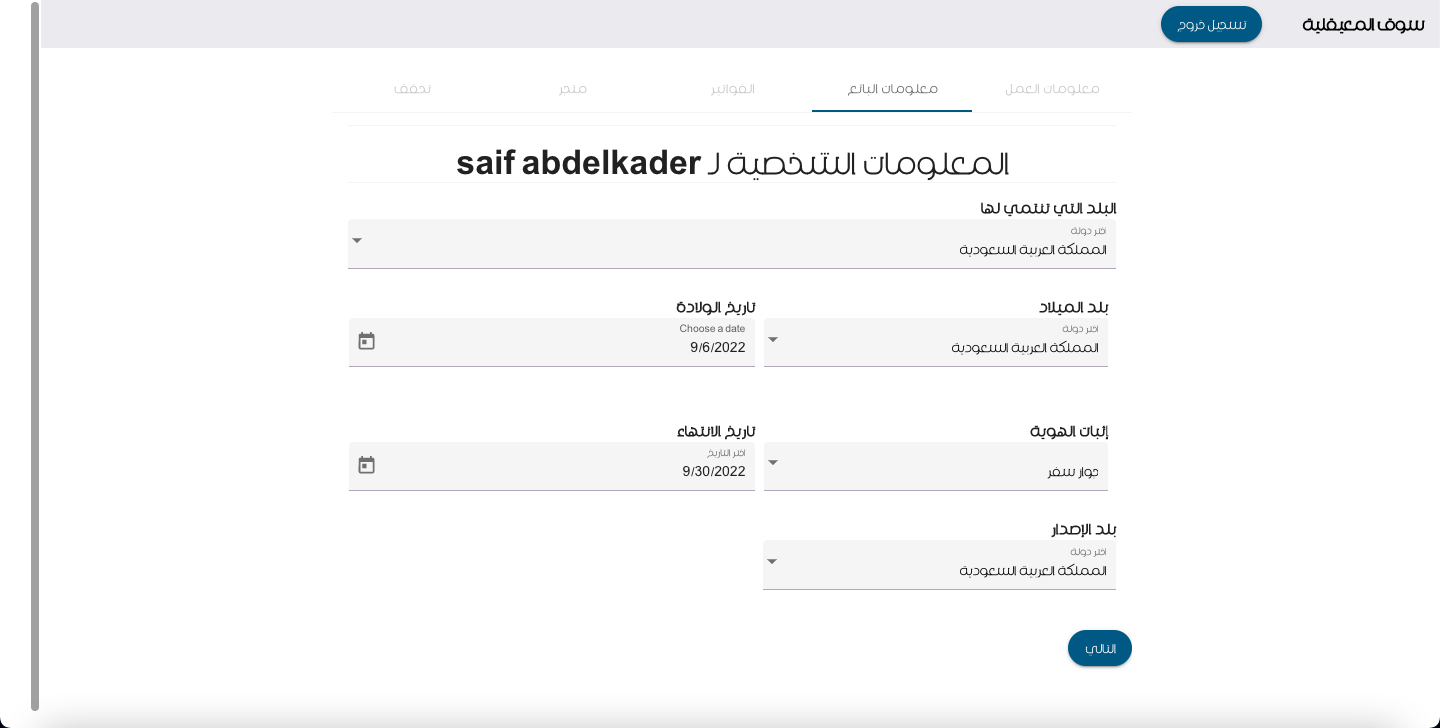 سوق المعيقلية
تسجيل خروج
معلومات العمل
معلومات البائع
الفواتير
متجر
تحقق
المعلومات الشخصية لـ saif abdelkader
البلد التي تنتمي لها
اختر دولة
المملكة العربية السعودية
بلد الميلاد
تاريخ الولادة
اختر دولة
Choose a date
المملكة العربية السعودية
9/6/2022
إثبات الهوية
تاريخ الانتهاء
اختر التاريخ
جواز سفر
9/30/2022
بلد الإصدار
اختر دولة
المملكة العربية السعودية
التالي